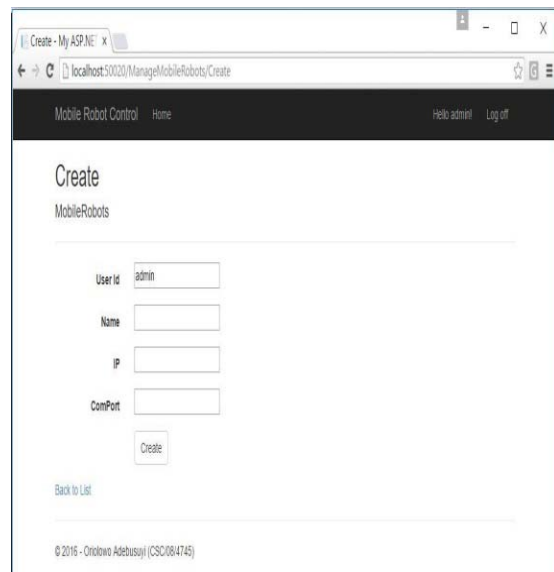 Create - My ASP.NET
localhost:50020/ManageMobileRobots/Create
Mobile Robot Control Home Hello admin! Log off
Create
MobileRobots
User Id admin
Name
IP
ComPort
Create
Back to List
© 2016 - Oriolowo Adebusuyi (CSC/08/4745)